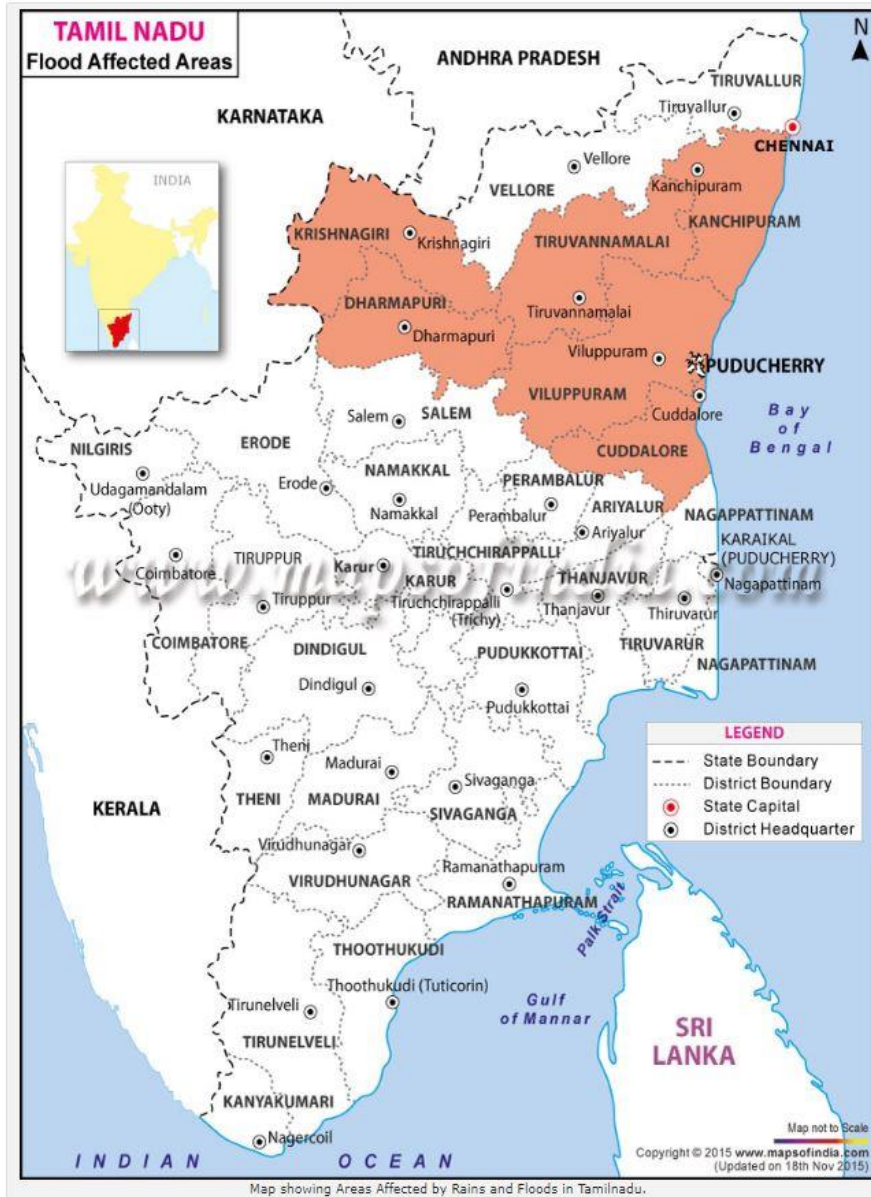 TAMIL NADU
Flood Affected Areas
N
ANDHRA PRADESH
TIRUVALLUR
Tiruvallur
KARNATAKA
CHENNAI
INDIA
Vellore
VELLORE
Kanchipuram
KANCHIPURAM
KRISHNAGIRI
Krishnagiri
TIRUVANNAMALAI
DHARMAPURI
Tiruvannamalai
Dharmapuri
Viluppuram
PUDUCHERRY
VILUPPURAM
Cuddalore
SALEM
Salem
Bay
of
Bengal
ERODE
NILGIRIS
CUDDALORE
NAMAKKAL
PERAMBALUR
Udagamandalam
(Ooty)
Erode
Namakkal
Perambalur
ARIYALUR
NAGAPPATTINAM
Ariyalur
KARAIKAL
(PUDUCHERRY)
TIRUPPUR
TIRUCHCHIRAPPALLI
Coimbatore
Karur
KARUR
THANJAVUR
Nagapattinam
www.mapsofindia.com
Tiruppur
Tiruchchirappalli
(Trichy)
Thanjavur
Thiruvarur
COIMBATORE
DINDIGUL
PUDUKKOTTAI
TIRUVARUR
NAGAPATTINAM
Dindigul
Pudukkottai
LEGEND
State Boundary
District Boundary
State Capital
District Headquarter
Theni
Madurai
Sivaganga
THENI
MADURAI
SIVAGANGA
KERALA
Virudhunagar
VIRUDHUNAGAR
Ramanathapuram
RAMANATHAPURAM
Palk Strait
THOOTHUKUDI
Thoothukudi (Tuticorin)
Tirunelveli
TIRUNELVELI
Gulf
of Mannar
SRI
LANKA
KANYAKUMARI
Nagercoil
INDIAN OCEAN
Map not to Scale
Copyright © 2015 www.mapsofindia.com
(Updated on 18th Nov 2015)
Map showing Areas Affected by Rains and Floods in Tamilnadu.